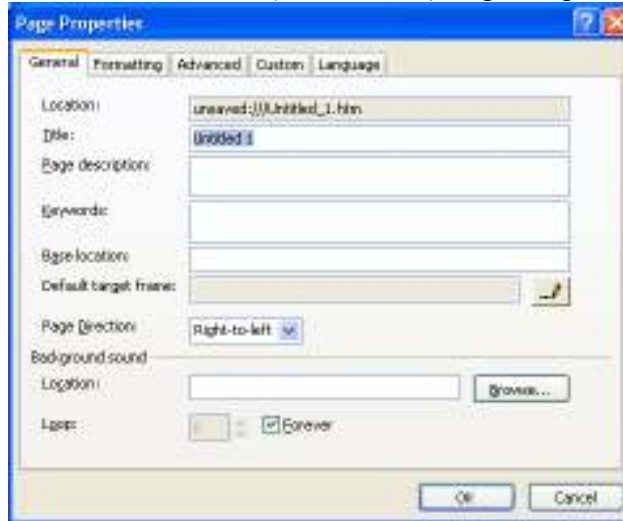 Page Properties
General Formatting Advanced Custom Language
Location: unsaved:///Untitled_1.htm
Title: Untitled 1
Page description:
Keywords:
Base location:
Default target frame:
Page Direction: Right-to-left
Background sound
Location: Browse...
Loop: Forever
OK Cancel